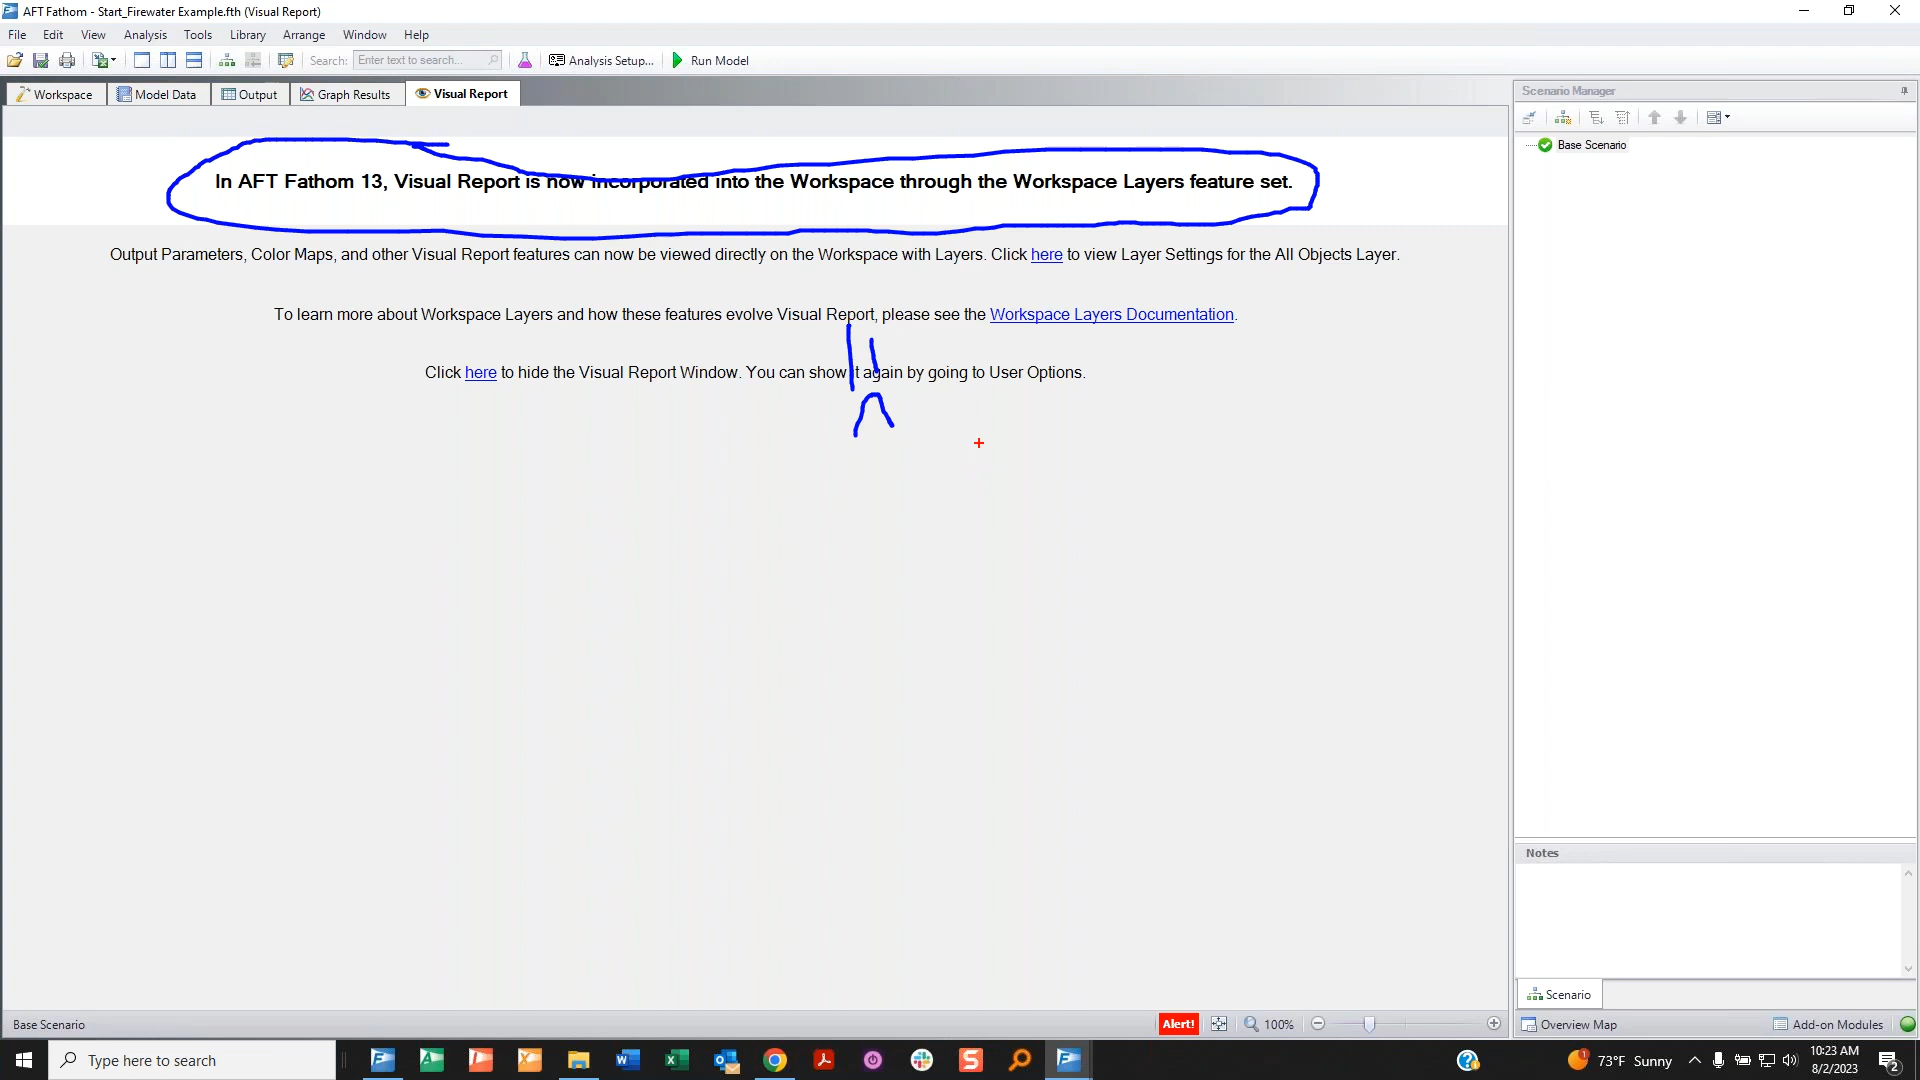 AFT Fathom - Start_Firewater Example.fth (Visual Report)
File Edit View Analysis Tools Library Arrange Window Help
Search: Enter text to search... Analysis Setup... Run Model
Workspace Model Data Output Graph Results Visual Report
Scenario Manager
Base Scenario
In AFT Fathom 13, Visual Report is now incorporated into the Workspace through the Workspace Layers feature set.
Output Parameters, Color Maps, and other Visual Report features can now be viewed directly on the Workspace with Layers. Click here to view Layer Settings for the All Objects Layer.
To learn more about Workspace Layers and how these features evolve Visual Report, please see the Workspace Layers Documentation.
Click here to hide the Visual Report Window. You can show it again by going to User Options.
Notes
Scenario
Base Scenario Alert! 100% Overview Map Add-on Modules
Type here to search 73°F Sunny 10:23 AM
8/2/2023 2